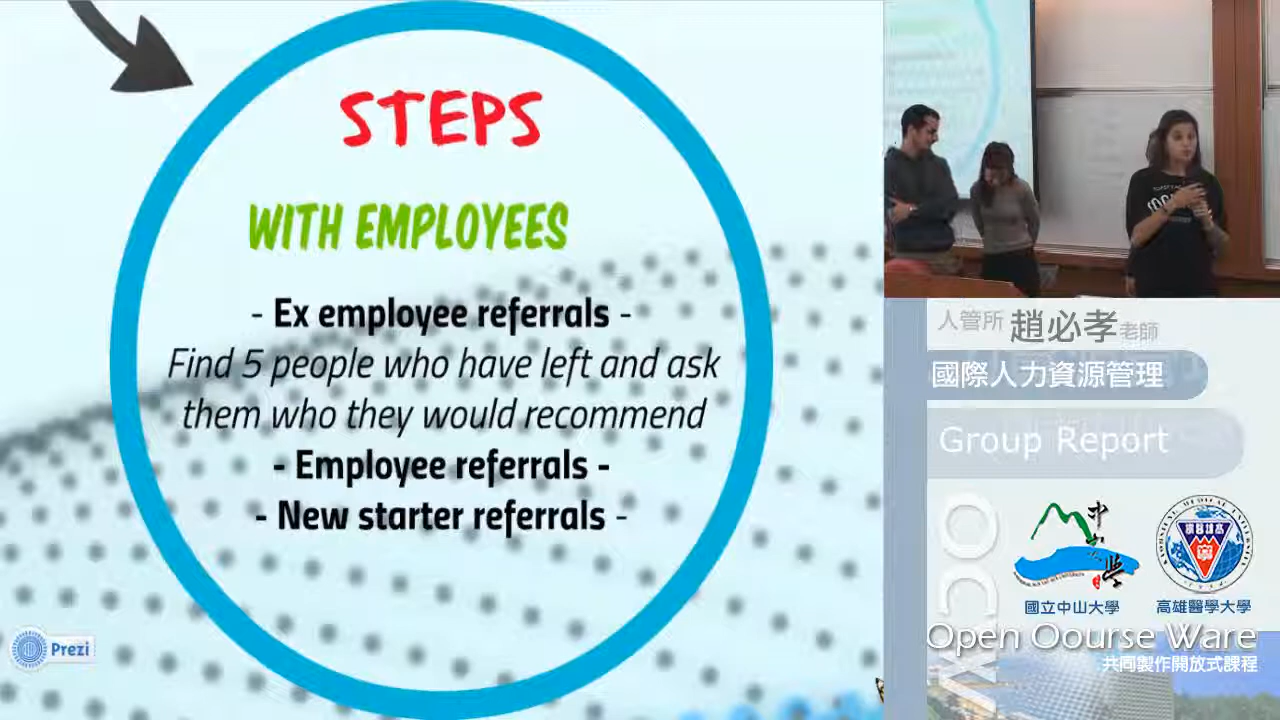 STEPS
WITH EMPLOYEES
- Ex employee referrals -
Find 5 people who have left and ask
them who they would recommend
- Employee referrals -
- New starter referrals -
Prezi
人管所 趙必孝 老師
國際人力資源管理
Group Report
OCW
國立中山大學
高雄醫學大學
Open Oourse Ware
共同製作開放式課程